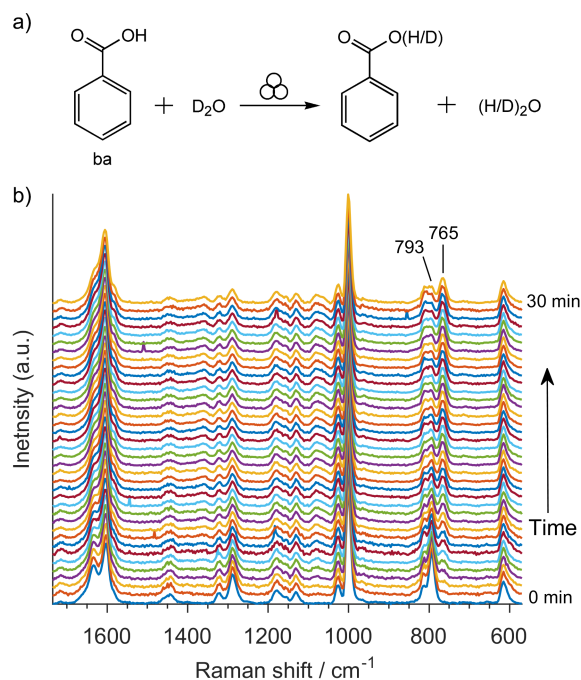 a)
O
OH
+
D₂O
O
O(H/D)
+
(H/D)₂O
ba
b)
793
765
30 min
Time
0 min
Inetnsity (a.u.)
1600
1400
1200
1000
800
600
Raman shift / cm⁻¹